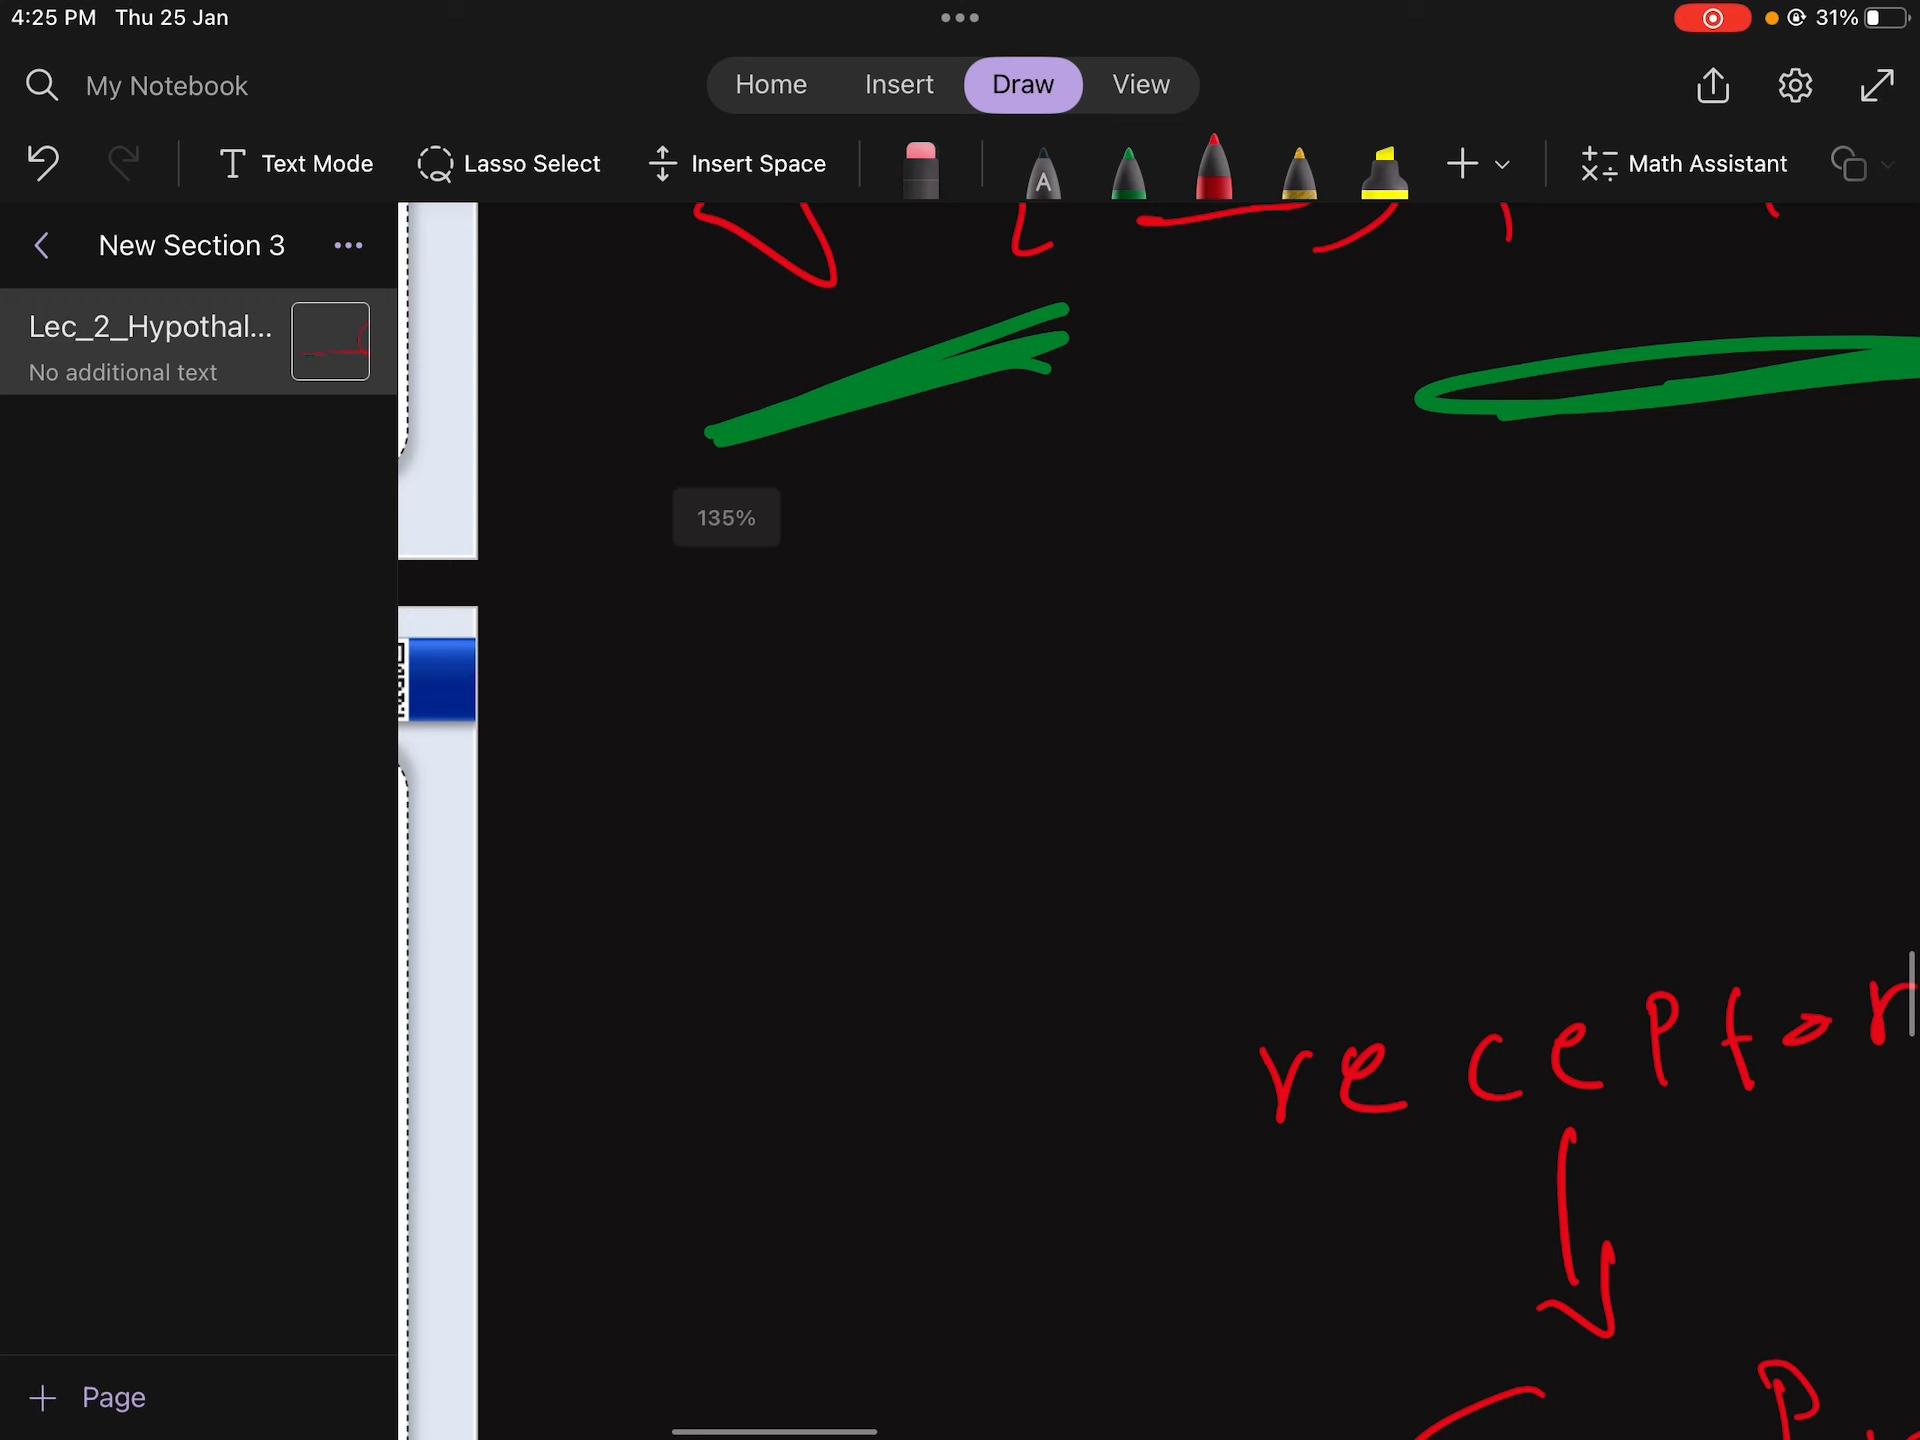 4:25 PM Thu 25 Jan
31%
My Notebook
Home Insert Draw View
Text Mode Lasso Select Insert Space A Math Assistant
New Section 3
Lec_2_Hypothal...
No additional text
135%
receptor
Page